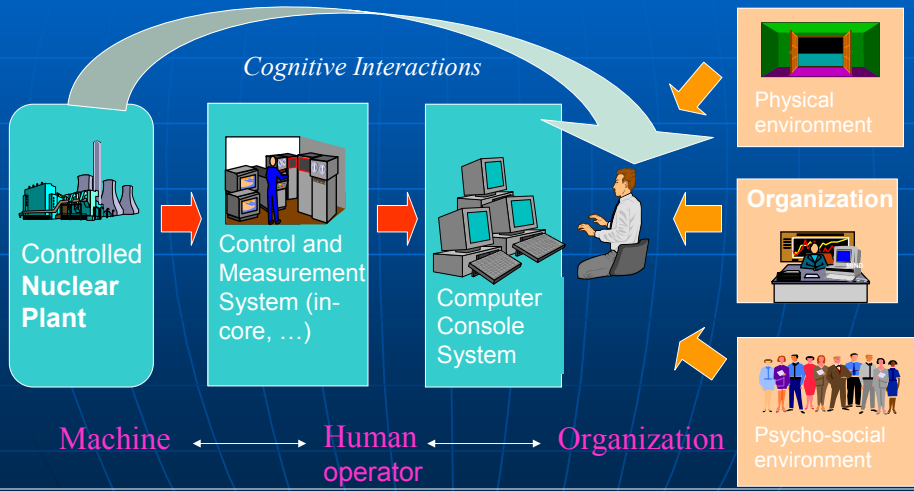 Cognitive Interactions
Controlled
Nuclear
Plant
Control and
Measurement
System (in-
core, …)
Computer
Console
System
Physical
environment
Organization
Psycho-social
environment
Machine
Human
operator
Organization